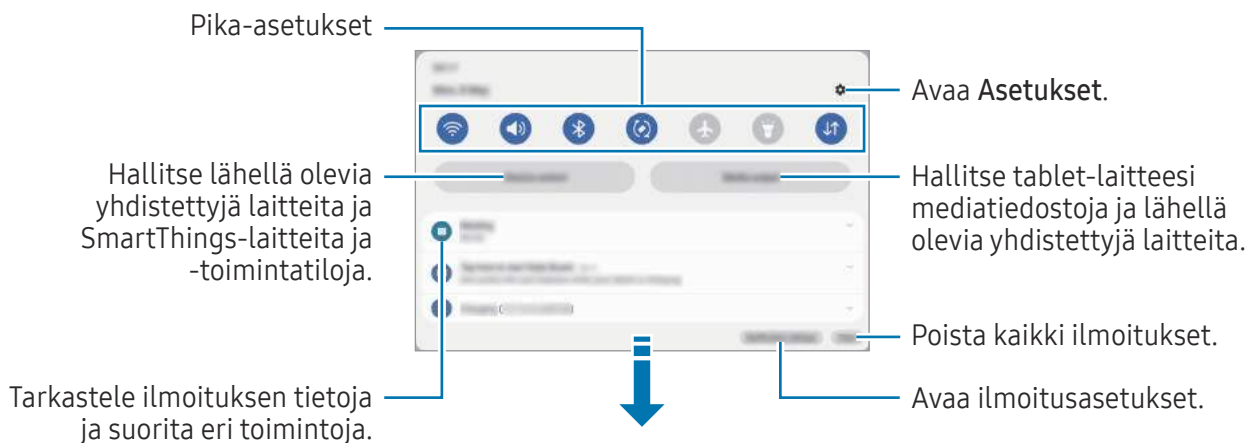 Pika-asetukset
Avaa Asetukset.
Hallitse lähellä olevia
yhdistettyjä laitteita ja
SmartThings-laitteita ja
-toimintatiloja.
Hallitse tablet-laitteesi
mediatiedostoja ja lähellä
olevia yhdistettyjä laitteita.
Poista kaikki ilmoitukset.
Tarkastele ilmoituksen tietoja
ja suorita eri toimintoja.
Avaa ilmoitusasetukset.